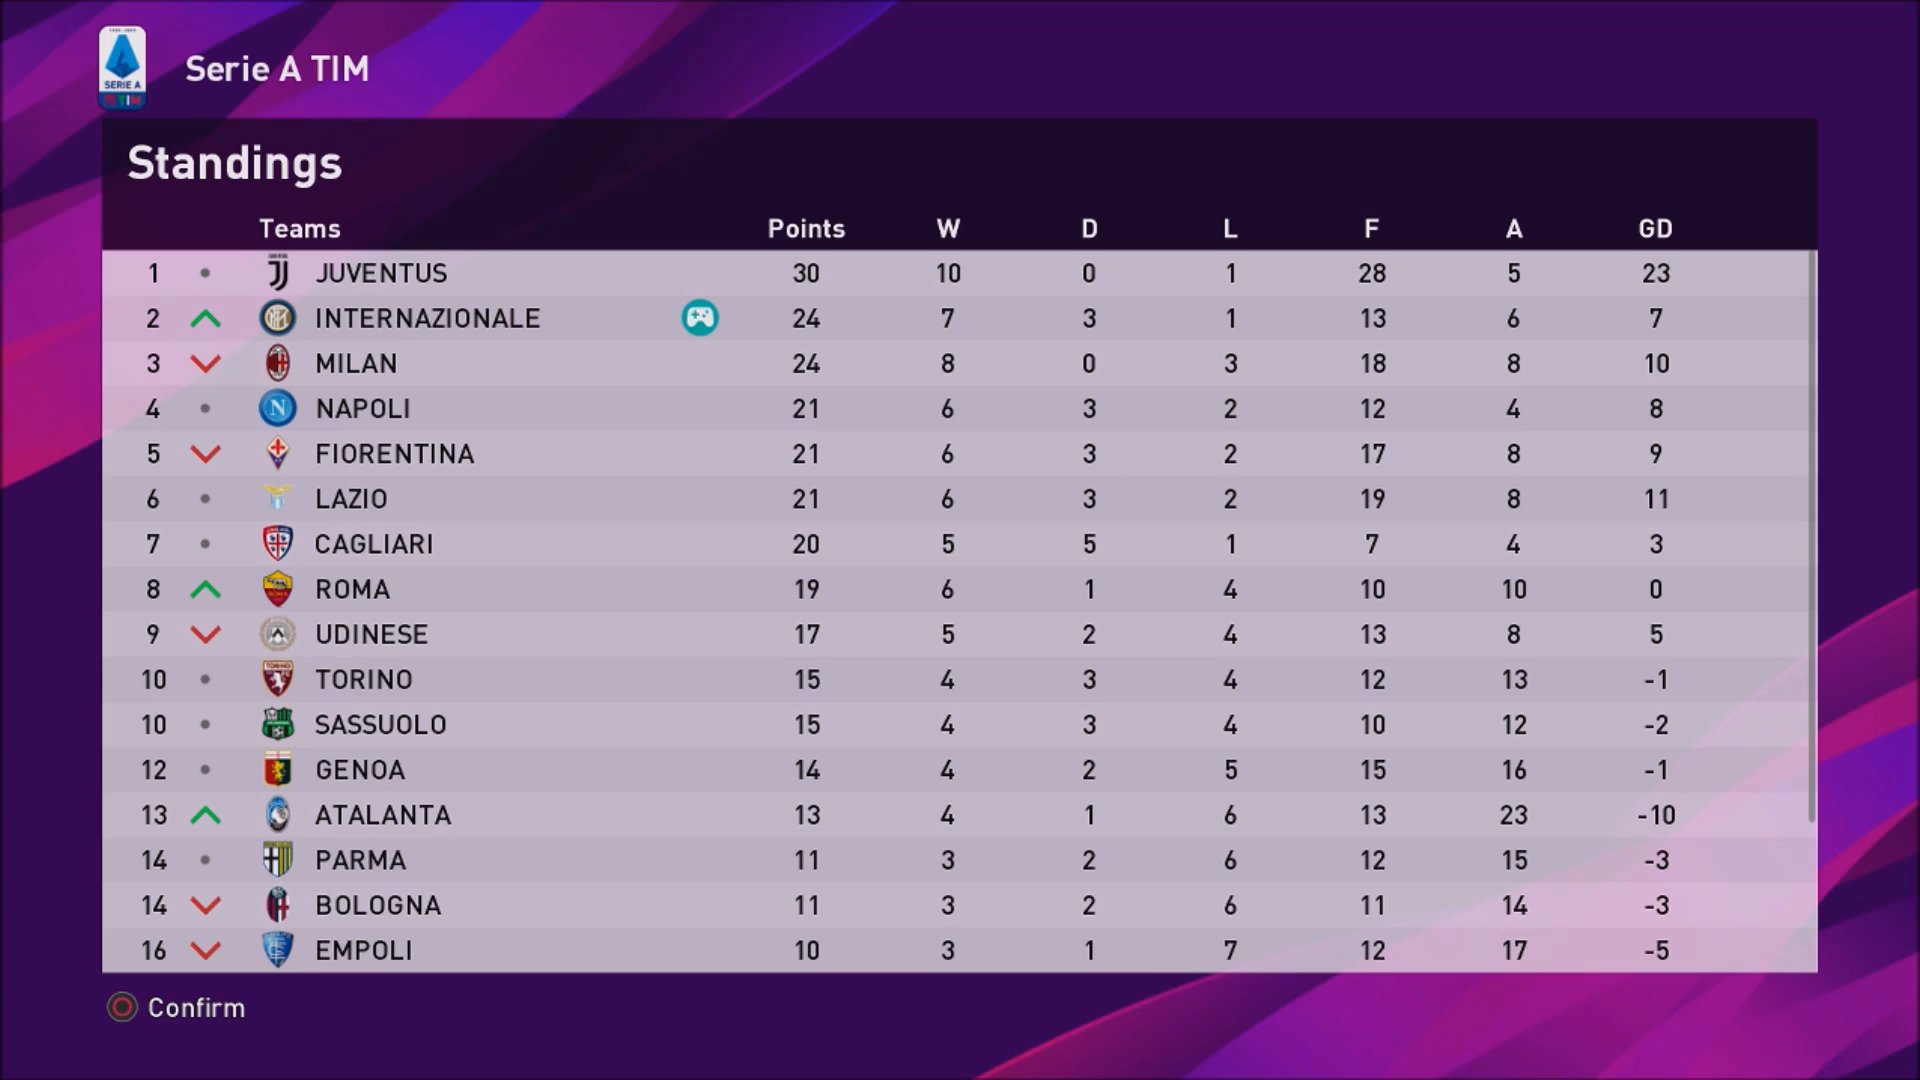 SERIE A
TIM
Serie A TIM
Standings
Teams Points W D L F A GD
1 JUVENTUS 30 10 0 1 28 5 23
2 INTERNAZIONALE 24 7 3 1 13 6 7
3 MILAN 24 8 0 3 18 8 10
4 NAPOLI 21 6 3 2 12 4 8
5 FIORENTINA 21 6 3 2 17 8 9
6 LAZIO 21 6 3 2 19 8 11
7 CAGLIARI 20 5 5 1 7 4 3
8 ROMA 19 6 1 4 10 10 0
9 UDINESE 17 5 2 4 13 8 5
10 TORINO 15 4 3 4 12 13 -1
10 SASSUOLO 15 4 3 4 10 12 -2
12 GENOA 14 4 2 5 15 16 -1
13 ATALANTA 13 4 1 6 13 23 -10
14 PARMA 11 3 2 6 12 15 -3
14 BOLOGNA 11 3 2 6 11 14 -3
16 EMPOLI 10 3 1 7 12 17 -5
Confirm